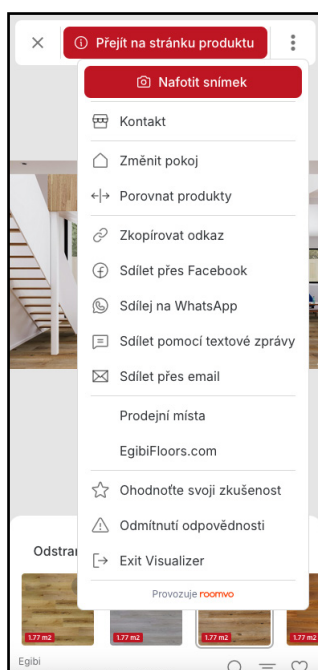 Přejít na stránku produktu
Nafotit snímek
Kontakt
Změnit pokoj
Porovnat produkty
Zkopírovat odkaz
Sdílet přes Facebook
Sdílej na WhatsApp
Sdílet pomocí textové zprávy
Sdílet přes email
Prodejní místa
EgibiFloors.com
Ohodnoťte svoji zkušenost
Odmítnutí odpovědnosti
Exit Visualizer
Provozuje roomvo
1.77 m2
1.77 m2
1.77 m2
1.77 m2
Egibi